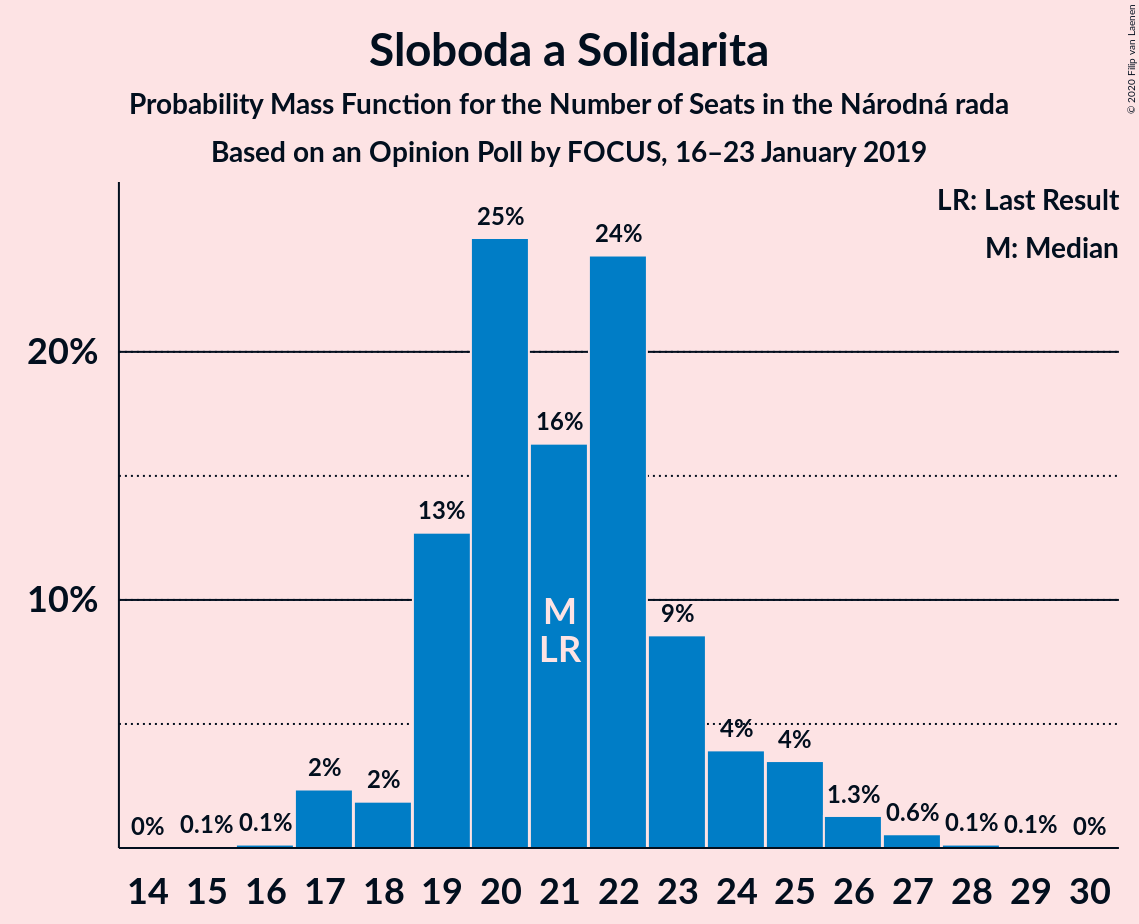 Sloboda a Solidarita
Probability Mass Function for the Number of Seats in the Národná rada
Based on an Opinion Poll by FOCUS, 16–23 January 2019
© 2020 Filip van Laenen
LR: Last Result
M: Median
20%
10%
0%
0.1%
0.1%
2%
2%
13%
25%
16%
24%
9%
4%
4%
1.3%
0.6%
0.1%
0.1%
0%
M
LR
14 15 16 17 18 19 20 21 22 23 24 25 26 27 28 29 30